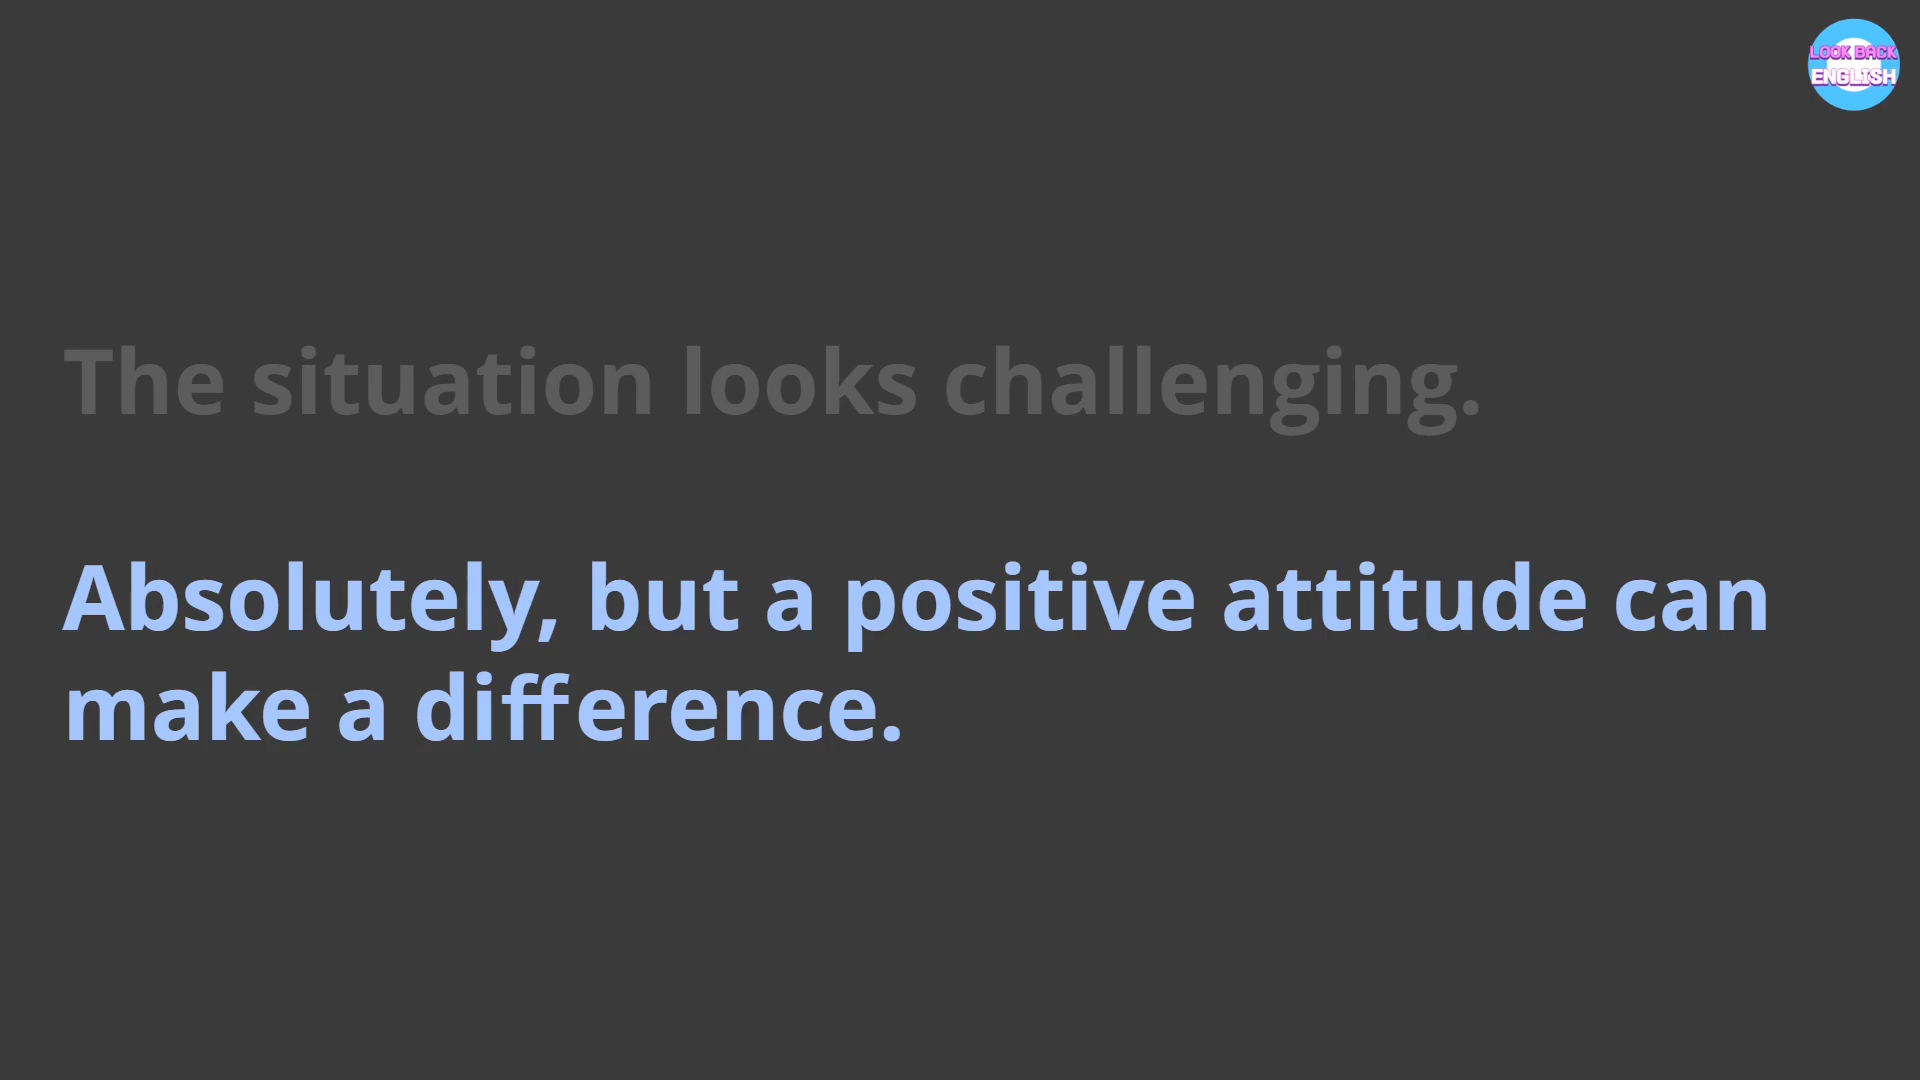 LOOK BACK
ENGLISH
The situation looks challenging.
Absolutely, but a positive attitude can
make a difference.